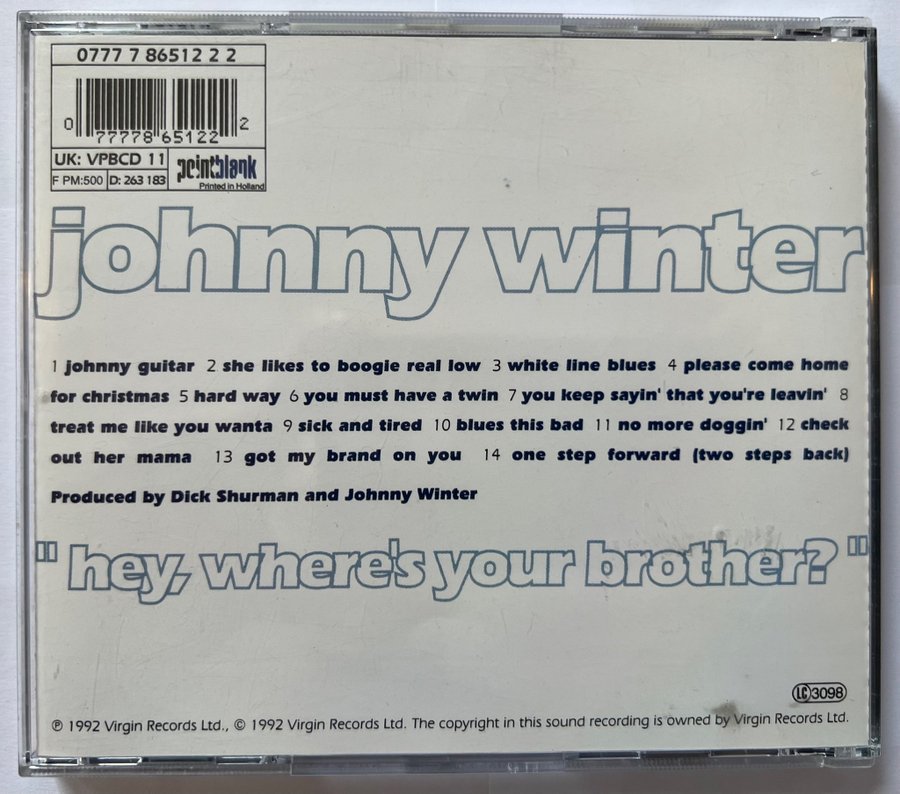 0777 7 86512 2 2
0 77778 65122 2
UK: VPBCD 11
pointblank
F PM:500 D: 263 183
Printed in Holland
johnny winter
1 johnny guitar 2 she likes to boogie real low 3 white line blues 4 please come home
for christmas 5 hard way 6 you must have a twin 7 you keep sayin' that you're leavin' 8
treat me like you wanta 9 sick and tired 10 blues this bad 11 no more doggin' 12 check
out her mama 13 got my brand on you 14 one step forward (two steps back)
Produced by Dick Shurman and Johnny Winter
"hey, where's your brother?"
LC 3098
℗ 1992 Virgin Records Ltd., © 1992 Virgin Records Ltd. The copyright in this sound recording is owned by Virgin Records Ltd.